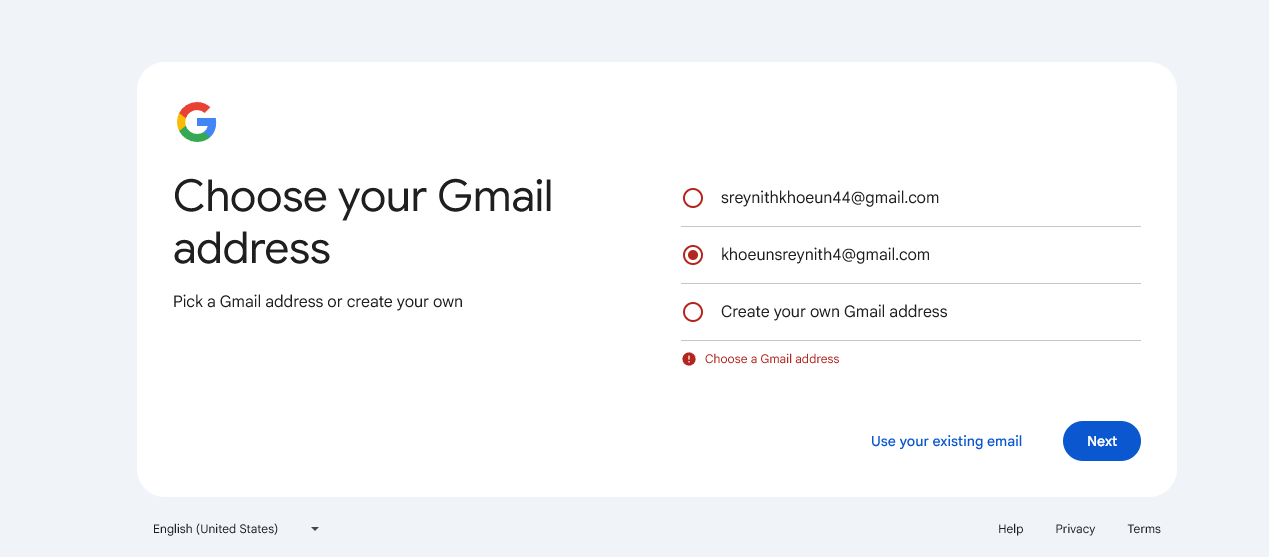 Choose your Gmail
address
Pick a Gmail address or create your own
sreynithkhoeun44@gmail.com
khoeunsreynith4@gmail.com
Create your own Gmail address
Choose a Gmail address
Use your existing email
Next
English (United States)
Help
Privacy
Terms